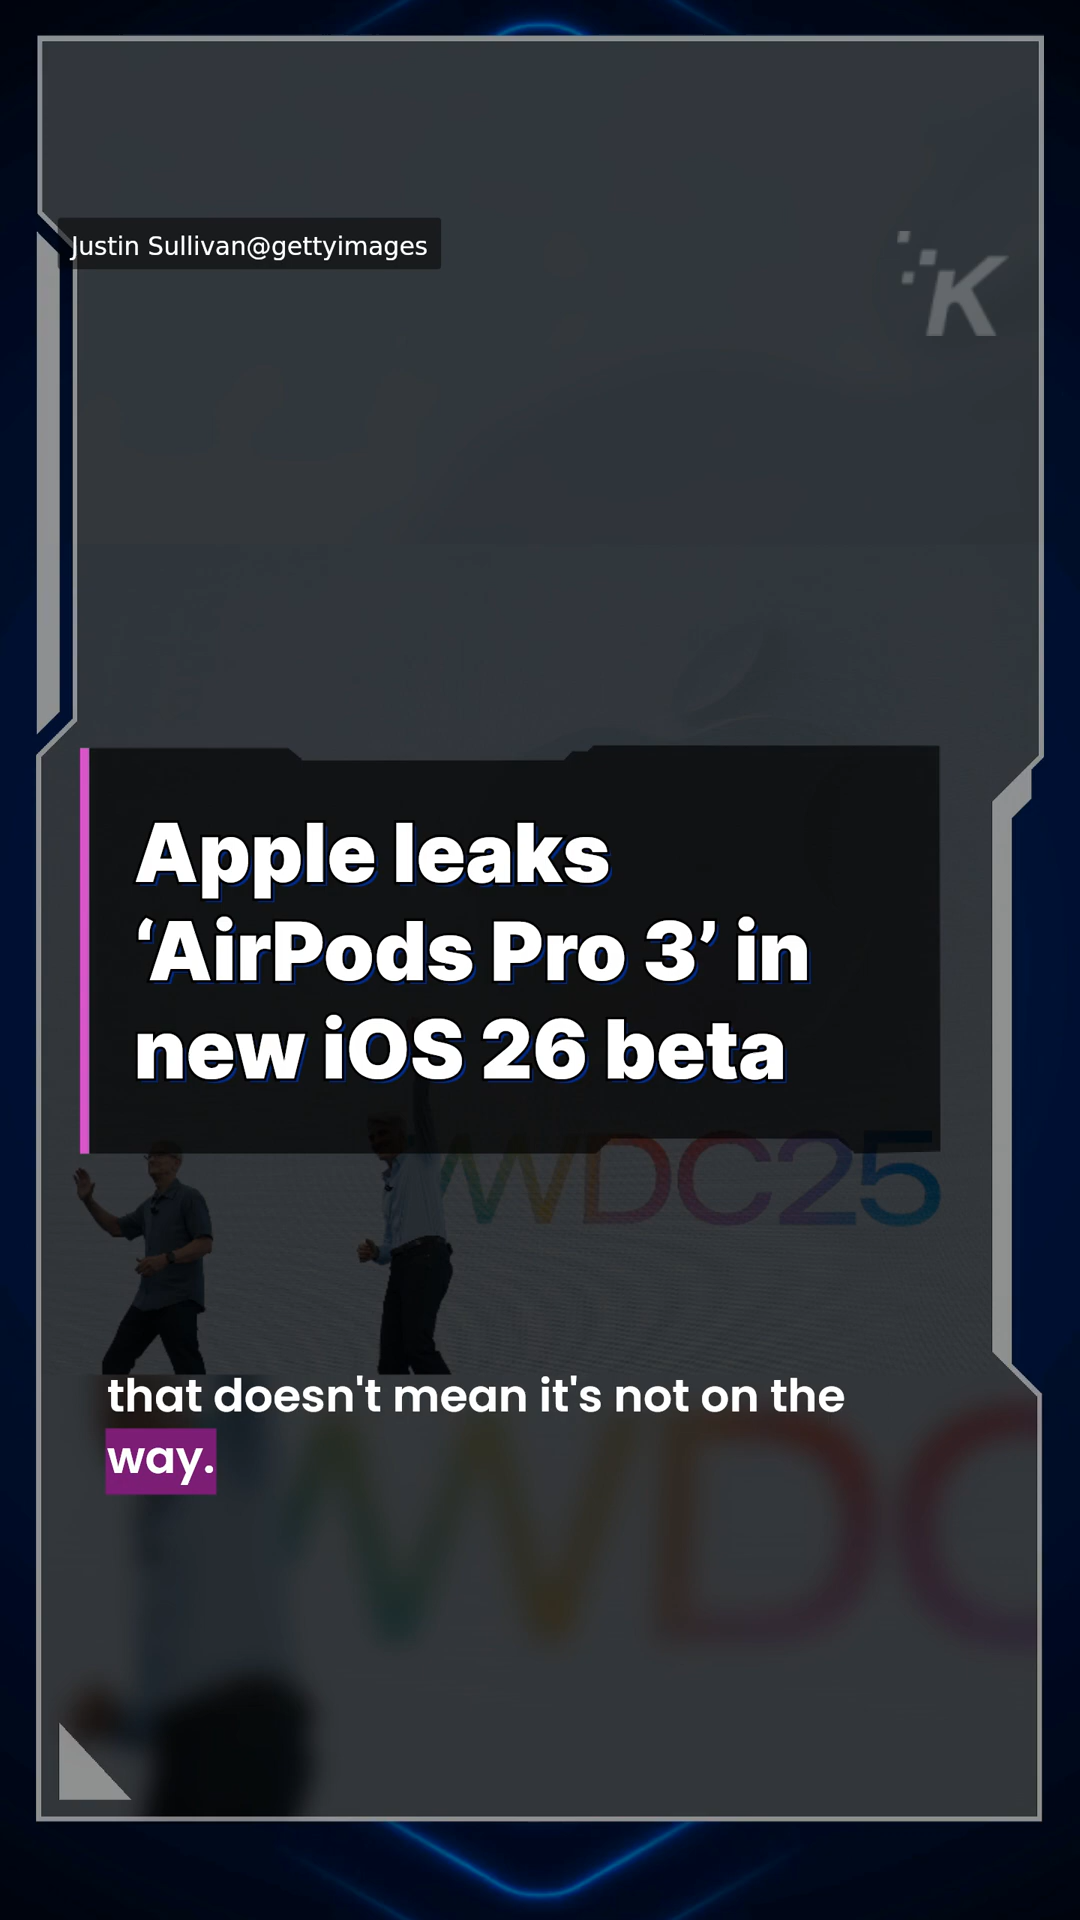 Justin Sullivan@gettyimages
K
Apple leaks
‘AirPods Pro 3’ in
new iOS 26 beta
WWDC25
that doesn't mean it's not on the
way.
WWDC